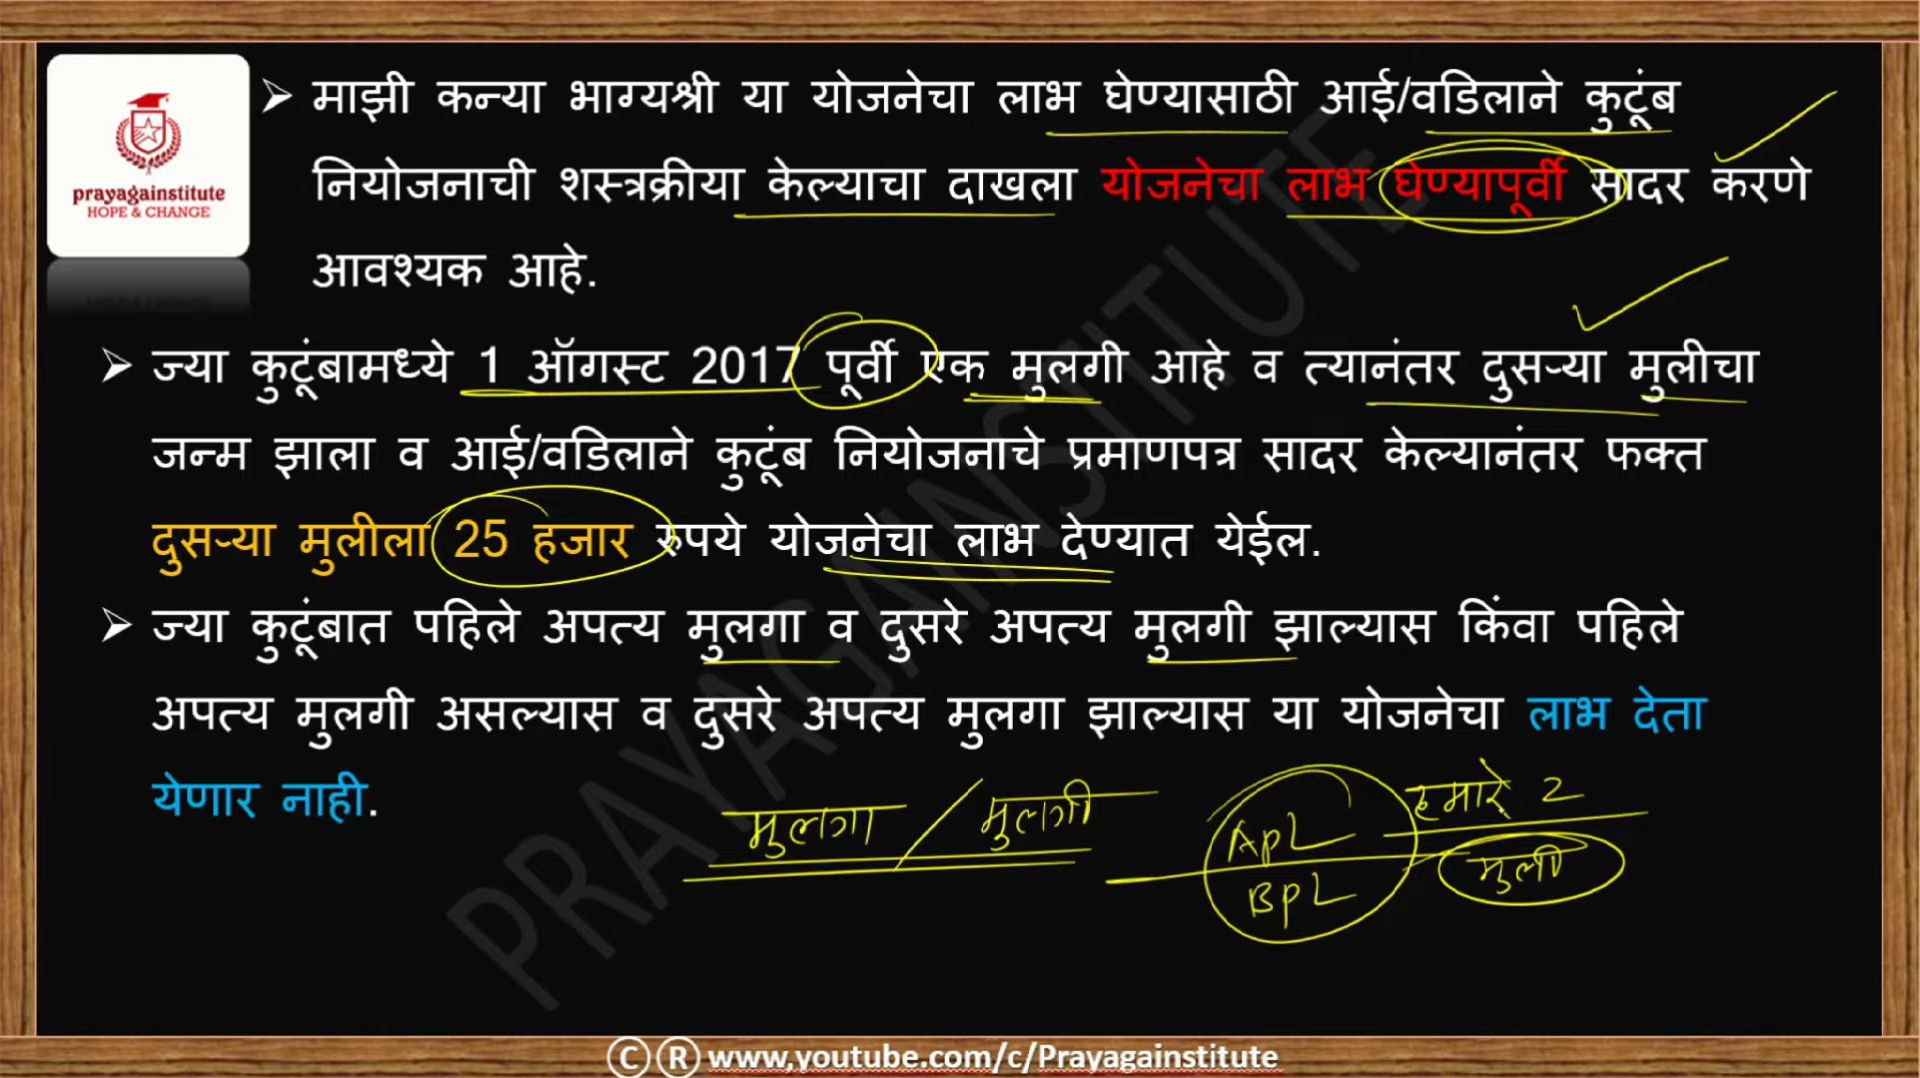 prayagainstitute
HOPE & CHANGE
➢ माझी कन्या भाग्यश्री या योजनेचा लाभ घेण्यासाठी आई/वडिलाने कुटूंब
नियोजनाची शस्त्रक्रीया केल्याचा दाखला योजनेचा लाभ घेण्यापूर्वी सादर करणे
आवश्यक आहे.
➢ ज्या कुटूंबामध्ये 1 ऑगस्ट 2017 पूर्वी एक मुलगी आहे व त्यानंतर दुसऱ्या मुलीचा
जन्म झाला व आई/वडिलाने कुटूंब नियोजनाचे प्रमाणपत्र सादर केल्यानंतर फक्त
दुसऱ्या मुलीला 25 हजार रुपये योजनेचा लाभ देण्यात येईल.
➢ ज्या कुटूंबात पहिले अपत्य मुलगा व दुसरे अपत्य मुलगी झाल्यास किंवा पहिले
अपत्य मुलगी असल्यास व दुसरे अपत्य मुलगा झाल्यास या योजनेचा लाभ देता
येणार नाही.
मुलगा / मुलगी
APL
BPL
हमारे 2
मुली
PRAYAGAINSTITUTE
Ⓒ Ⓡ www.youtube.com/c/Prayagainstitute